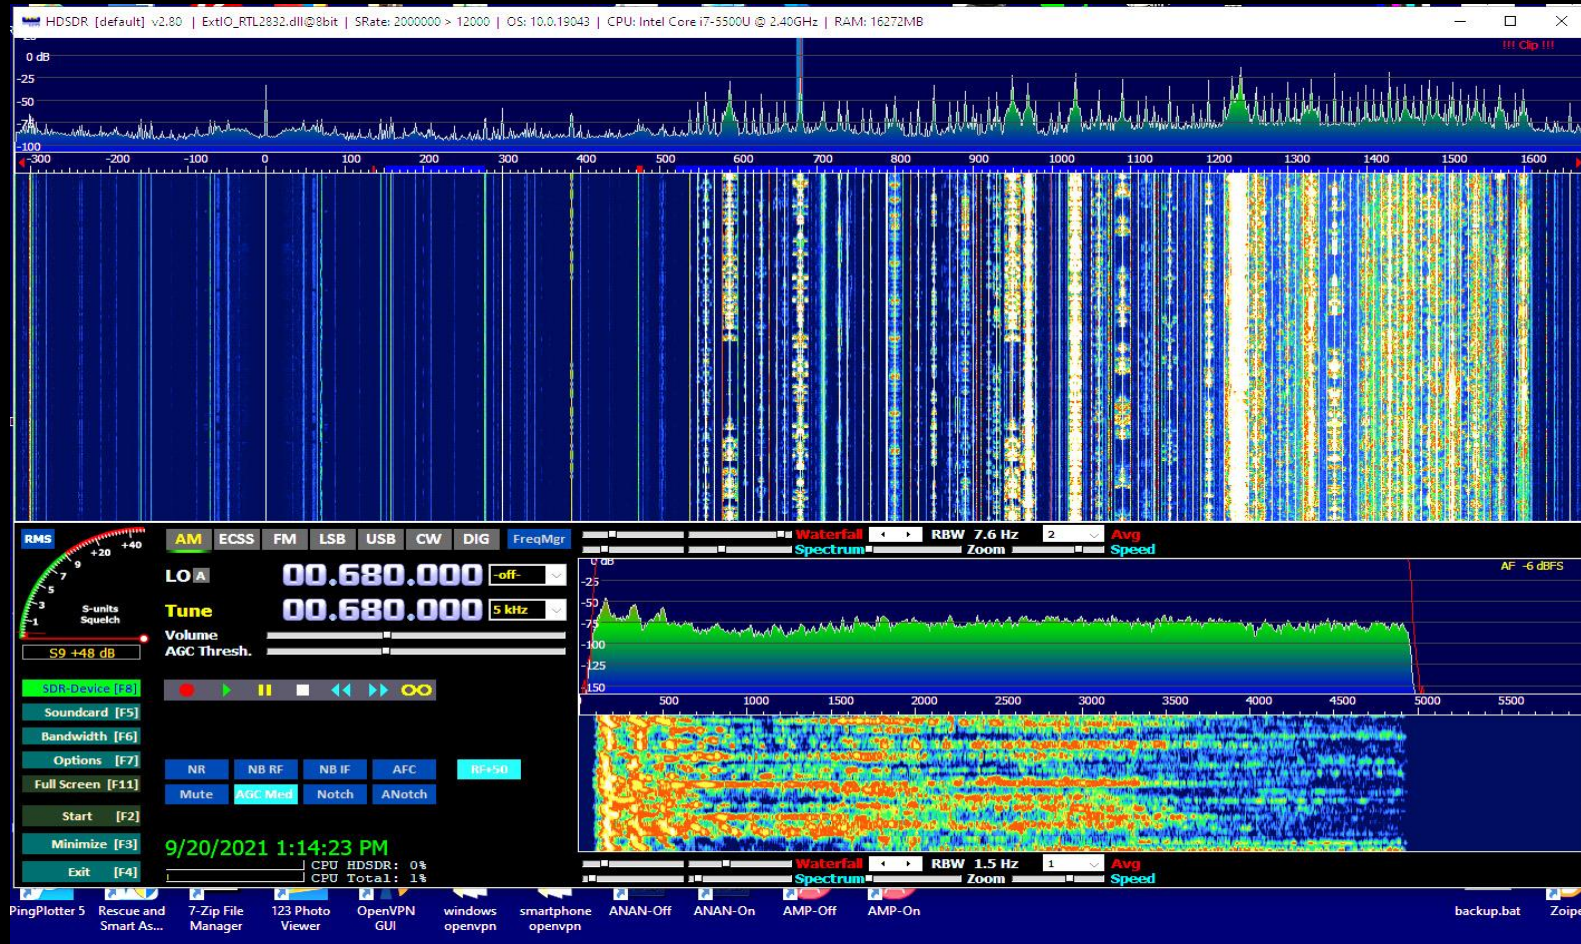 HDSDR [default] v2.80 | ExtIO_RTL2832.dll@8bit | SRate: 2000000 > 12000 | OS: 10.0.19043 | CPU: Intel Core i7-5500U @ 2.40GHz | RAM: 16272MB
!!! Clip !!!
0 dB
-25
-50
-75
-100
-300 -200 -100 0 100 200 300 400 500 600 700 800 900 1000 1100 1200 1300 1400 1500 1600
RMS
1 3 5 7 9 +20 +40
S-units
Squelch
S9 +48 dB
AM ECSS FM LSB USB CW DIG FreqMgr
LO A 00.680.000 -off-
Tune 00.680.000 5 kHz
Volume
AGC Thresh.
SDR-Device [F8]
Soundcard [F5]
Bandwidth [F6]
Options [F7]
Full Screen [F11]
Start [F2]
Minimize [F3]
Exit [F4]
NR NB RF NB IF AFC RF+50
Mute AGC Med Notch ANotch
9/20/2021 1:14:23 PM
CPU HDSDR: 0%
CPU Total: 1%
Waterfall RBW 7.6 Hz 2 Avg
Spectrum Zoom Speed
0 dB
AF -6 dBFS
-25
-50
-75
-100
-125
-150
500 1000 1500 2000 2500 3000 3500 4000 4500 5000 5500
Waterfall RBW 1.5 Hz 1 Avg
Spectrum Zoom Speed
PingPlotter 5
Rescue and
Smart As...
7-Zip File
Manager
123 Photo
Viewer
OpenVPN
GUI
windows
openvpn
smartphone
openvpn
ANAN-Off
ANAN-On
AMP-Off
AMP-On
backup.bat
Zoipe